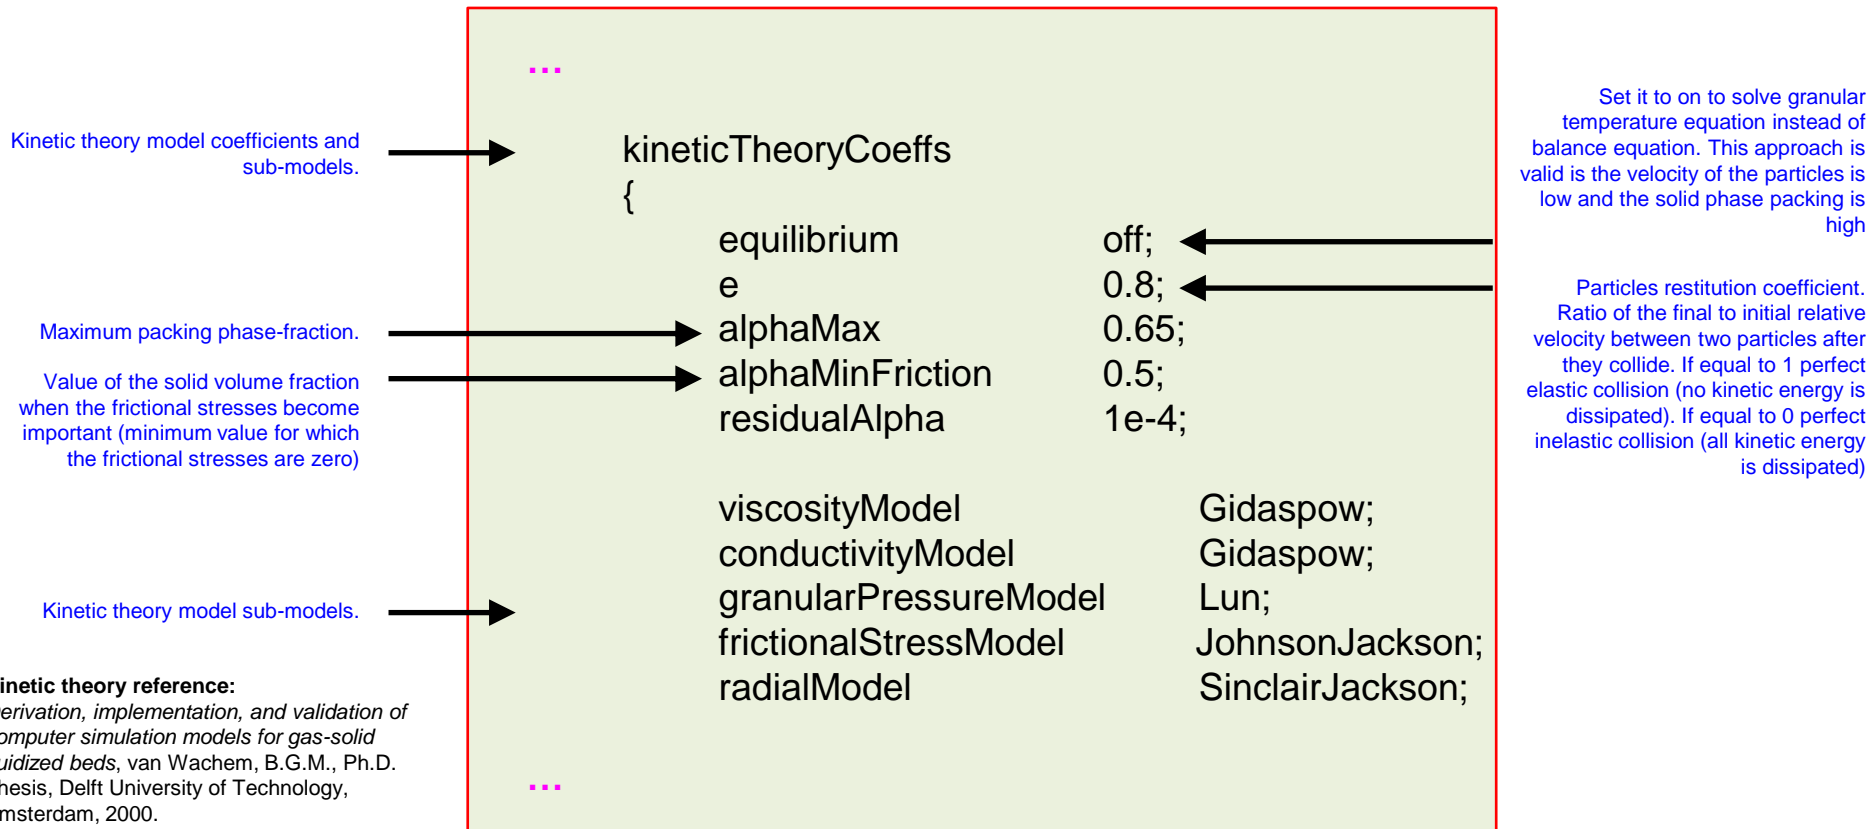 ...
Kinetic theory model coefficients and
sub-models.
kineticTheoryCoeffs
{
equilibrium off;
e 0.8;
alphaMax 0.65;
alphaMinFriction 0.5;
residualAlpha 1e-4;
viscosityModel Gidaspow;
conductivityModel Gidaspow;
granularPressureModel Lun;
frictionalStressModel JohnsonJackson;
radialModel SinclairJackson;
...
Maximum packing phase-fraction.
Value of the solid volume fraction
when the frictional stresses become
important (minimum value for which
the frictional stresses are zero)
Kinetic theory model sub-models.
inetic theory reference:
erivation, implementation, and validation of
omputer simulation models for gas-solid
uidized beds, van Wachem, B.G.M., Ph.D.
hesis, Delft University of Technology,
msterdam, 2000.
Set it to on to solve granular
temperature equation instead of
balance equation. This approach is
valid is the velocity of the particles is
low and the solid phase packing is
high
Particles restitution coefficient.
Ratio of the final to initial relative
velocity between two particles after
they collide. If equal to 1 perfect
elastic collision (no kinetic energy is
dissipated). If equal to 0 perfect
inelastic collision (all kinetic energy
is dissipated)